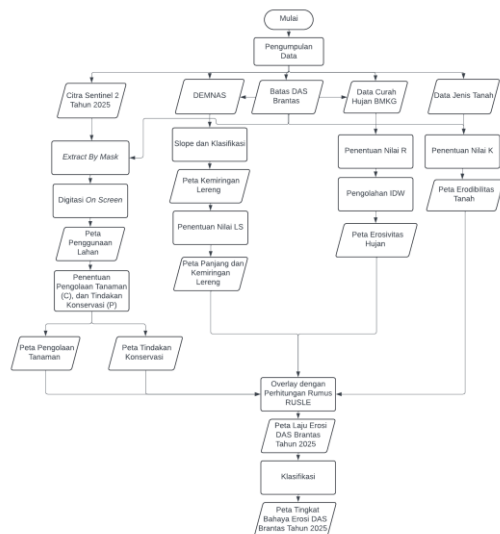 Mulai
Pengumpulan
Data
Citra Sentinel 2
Tahun 2025
DEMNAS
Batas DAS
Brantas
Data Curah
Hujan BMKG
Data Jenis Tanah
Extract By Mask
Slope dan Klasifikasi
Penentuan Nilai R
Penentuan Nilai K
Digitasi On Screen
Peta Kemiringan
Lereng
Pengolahan IDW
Peta Erodibilitas
Tanah
Peta
Penggunaan
Lahan
Penentuan Nilai LS
Peta Erosivitas
Hujan
Penentuan
Pengolaan Tanaman
(C), dan Tindakan
Konservasi (P)
Peta Panjang dan
Kemiringan
Lereng
Peta Pengolaan
Tanaman
Peta Tindakan
Konservasi
Overlay dengan
Perhitungan Rumus
RUSLE
Peta Laju Erosi
DAS Brantas
Tahun 2025
Klasifikasi
Peta Tingkat
Bahaya Erosi DAS
Brantas Tahun 2025